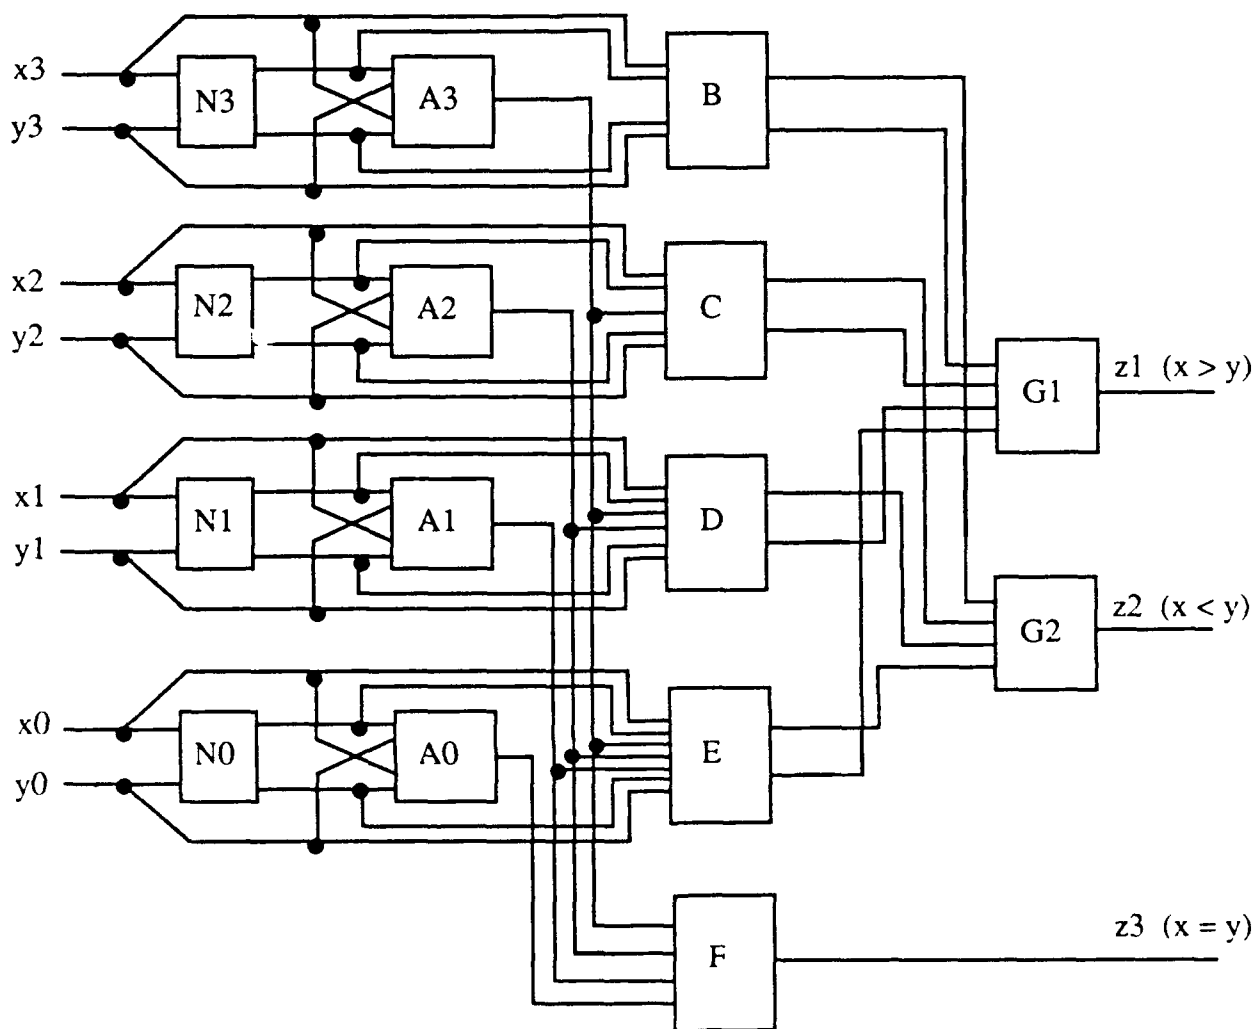 x3
y3
N3
A3
B
x2
y2
N2
A2
C
x1
y1
N1
A1
D
x0
y0
N0
A0
E
F
G1
z1 (x > y)
G2
z2 (x < y)
z3 (x = y)